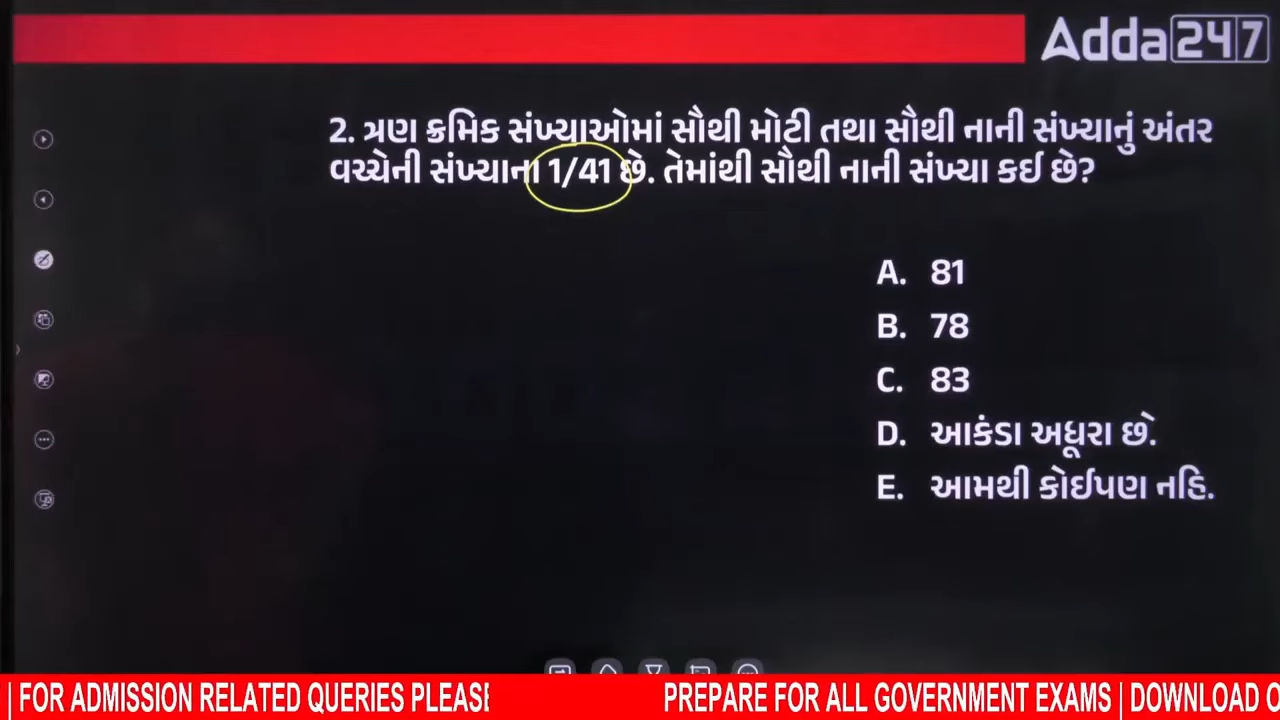 Adda247
2. ત્રણ ક્રમિક સંખ્યાઓમાં સૌથી મોટી તથા સૌથી નાની સંખ્યાનું અંતર
વચ્ચેની સંખ્યાના 1/41 છે. તેમાંથી સૌથી નાની સંખ્યા કઈ છે?
A. 81
B. 78
C. 83
D. આકંડા અધૂરા છે.
E. આમથી કોઈપણ નહિ.
| FOR ADMISSION RELATED QUERIES PLEASE
PREPARE FOR ALL GOVERNMENT EXAMS | DOWNLOAD